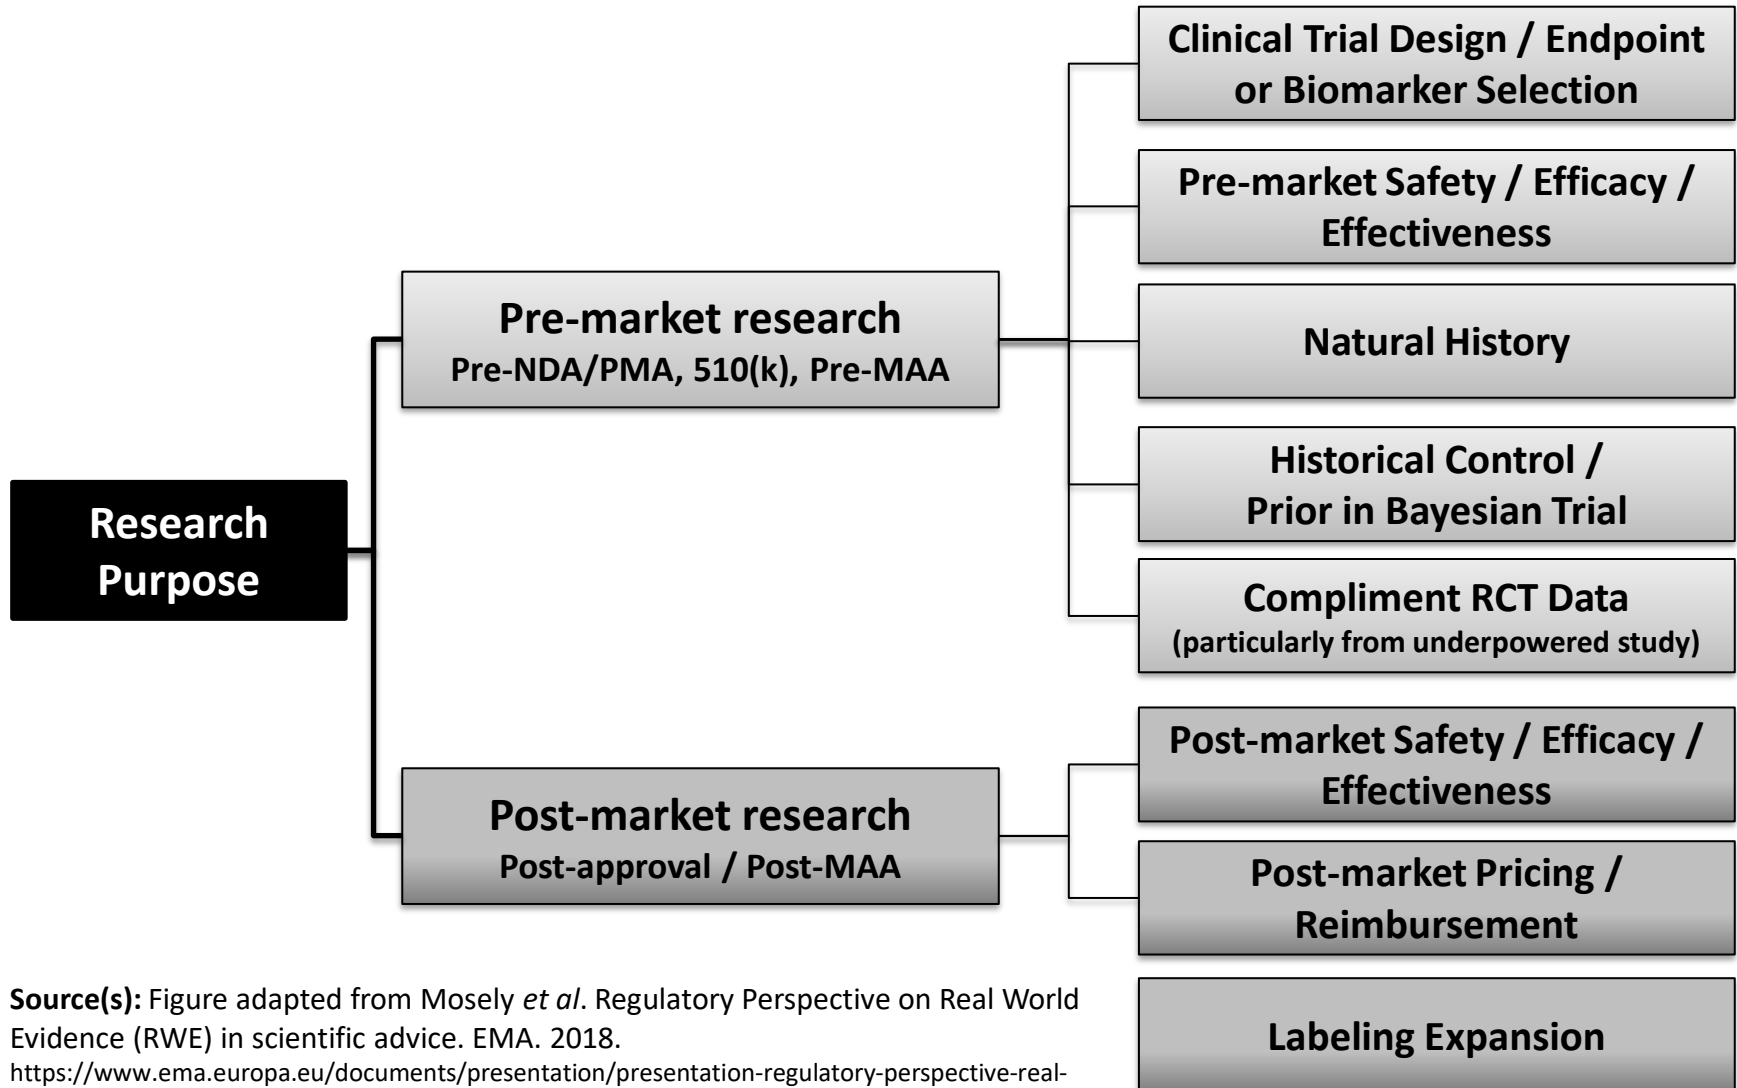 Research
Purpose
Pre-market research
Pre-NDA/PMA, 510(k), Pre-MAA
Clinical Trial Design / Endpoint
or Biomarker Selection
Pre-market Safety / Efficacy /
Effectiveness
Natural History
Historical Control /
Prior in Bayesian Trial
Compliment RCT Data
(particularly from underpowered study)
Post-market research
Post-approval / Post-MAA
Post-market Safety / Efficacy /
Effectiveness
Post-market Pricing /
Reimbursement
Labeling Expansion
Source(s): Figure adapted from Mosely et al. Regulatory Perspective on Real World
Evidence (RWE) in scientific advice. EMA. 2018.
https://www.ema.europa.eu/documents/presentation/presentation-regulatory-perspective-real-